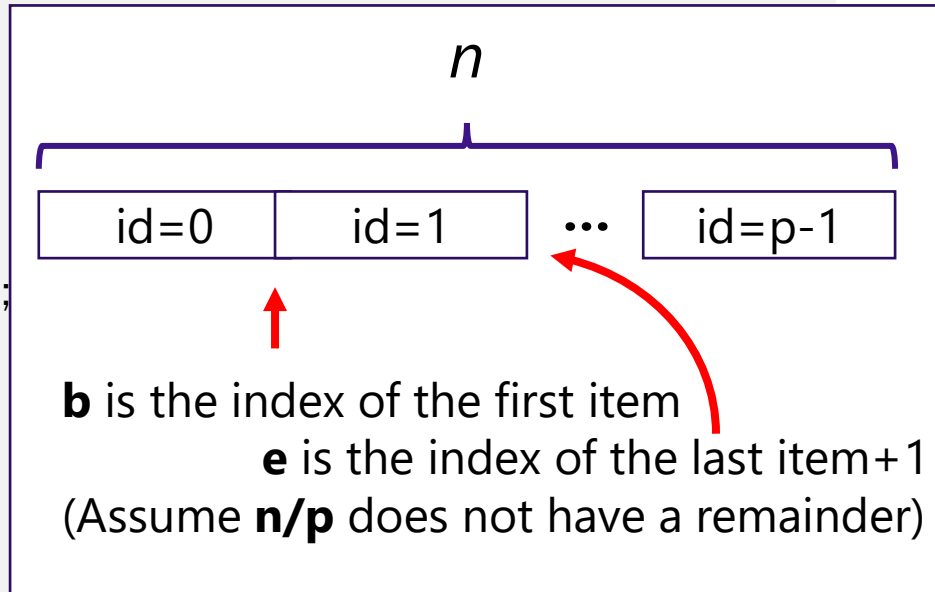 n
id=0 id=1 ... id=p-1
;
b is the index of the first item
e is the index of the last item+1
(Assume n/p does not have a remainder)